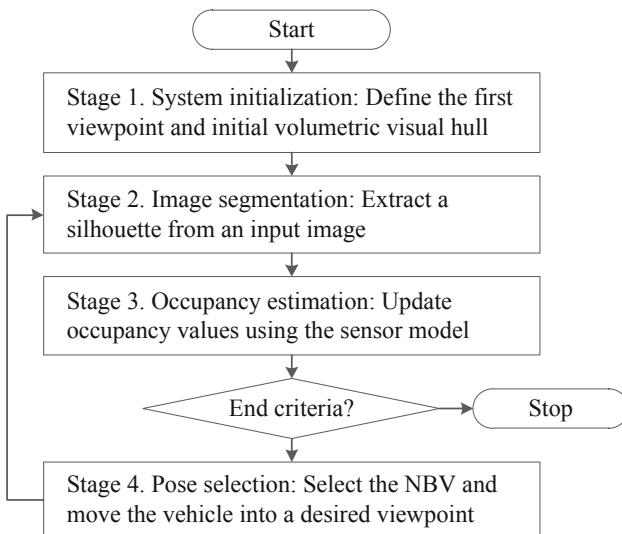 Start
Stage 1. System initialization: Define the first
viewpoint and initial volumetric visual hull
Stage 2. Image segmentation: Extract a
silhouette from an input image
Stage 3. Occupancy estimation: Update
occupancy values using the sensor model
End criteria?
Stop
Stage 4. Pose selection: Select the NBV and
move the vehicle into a desired viewpoint